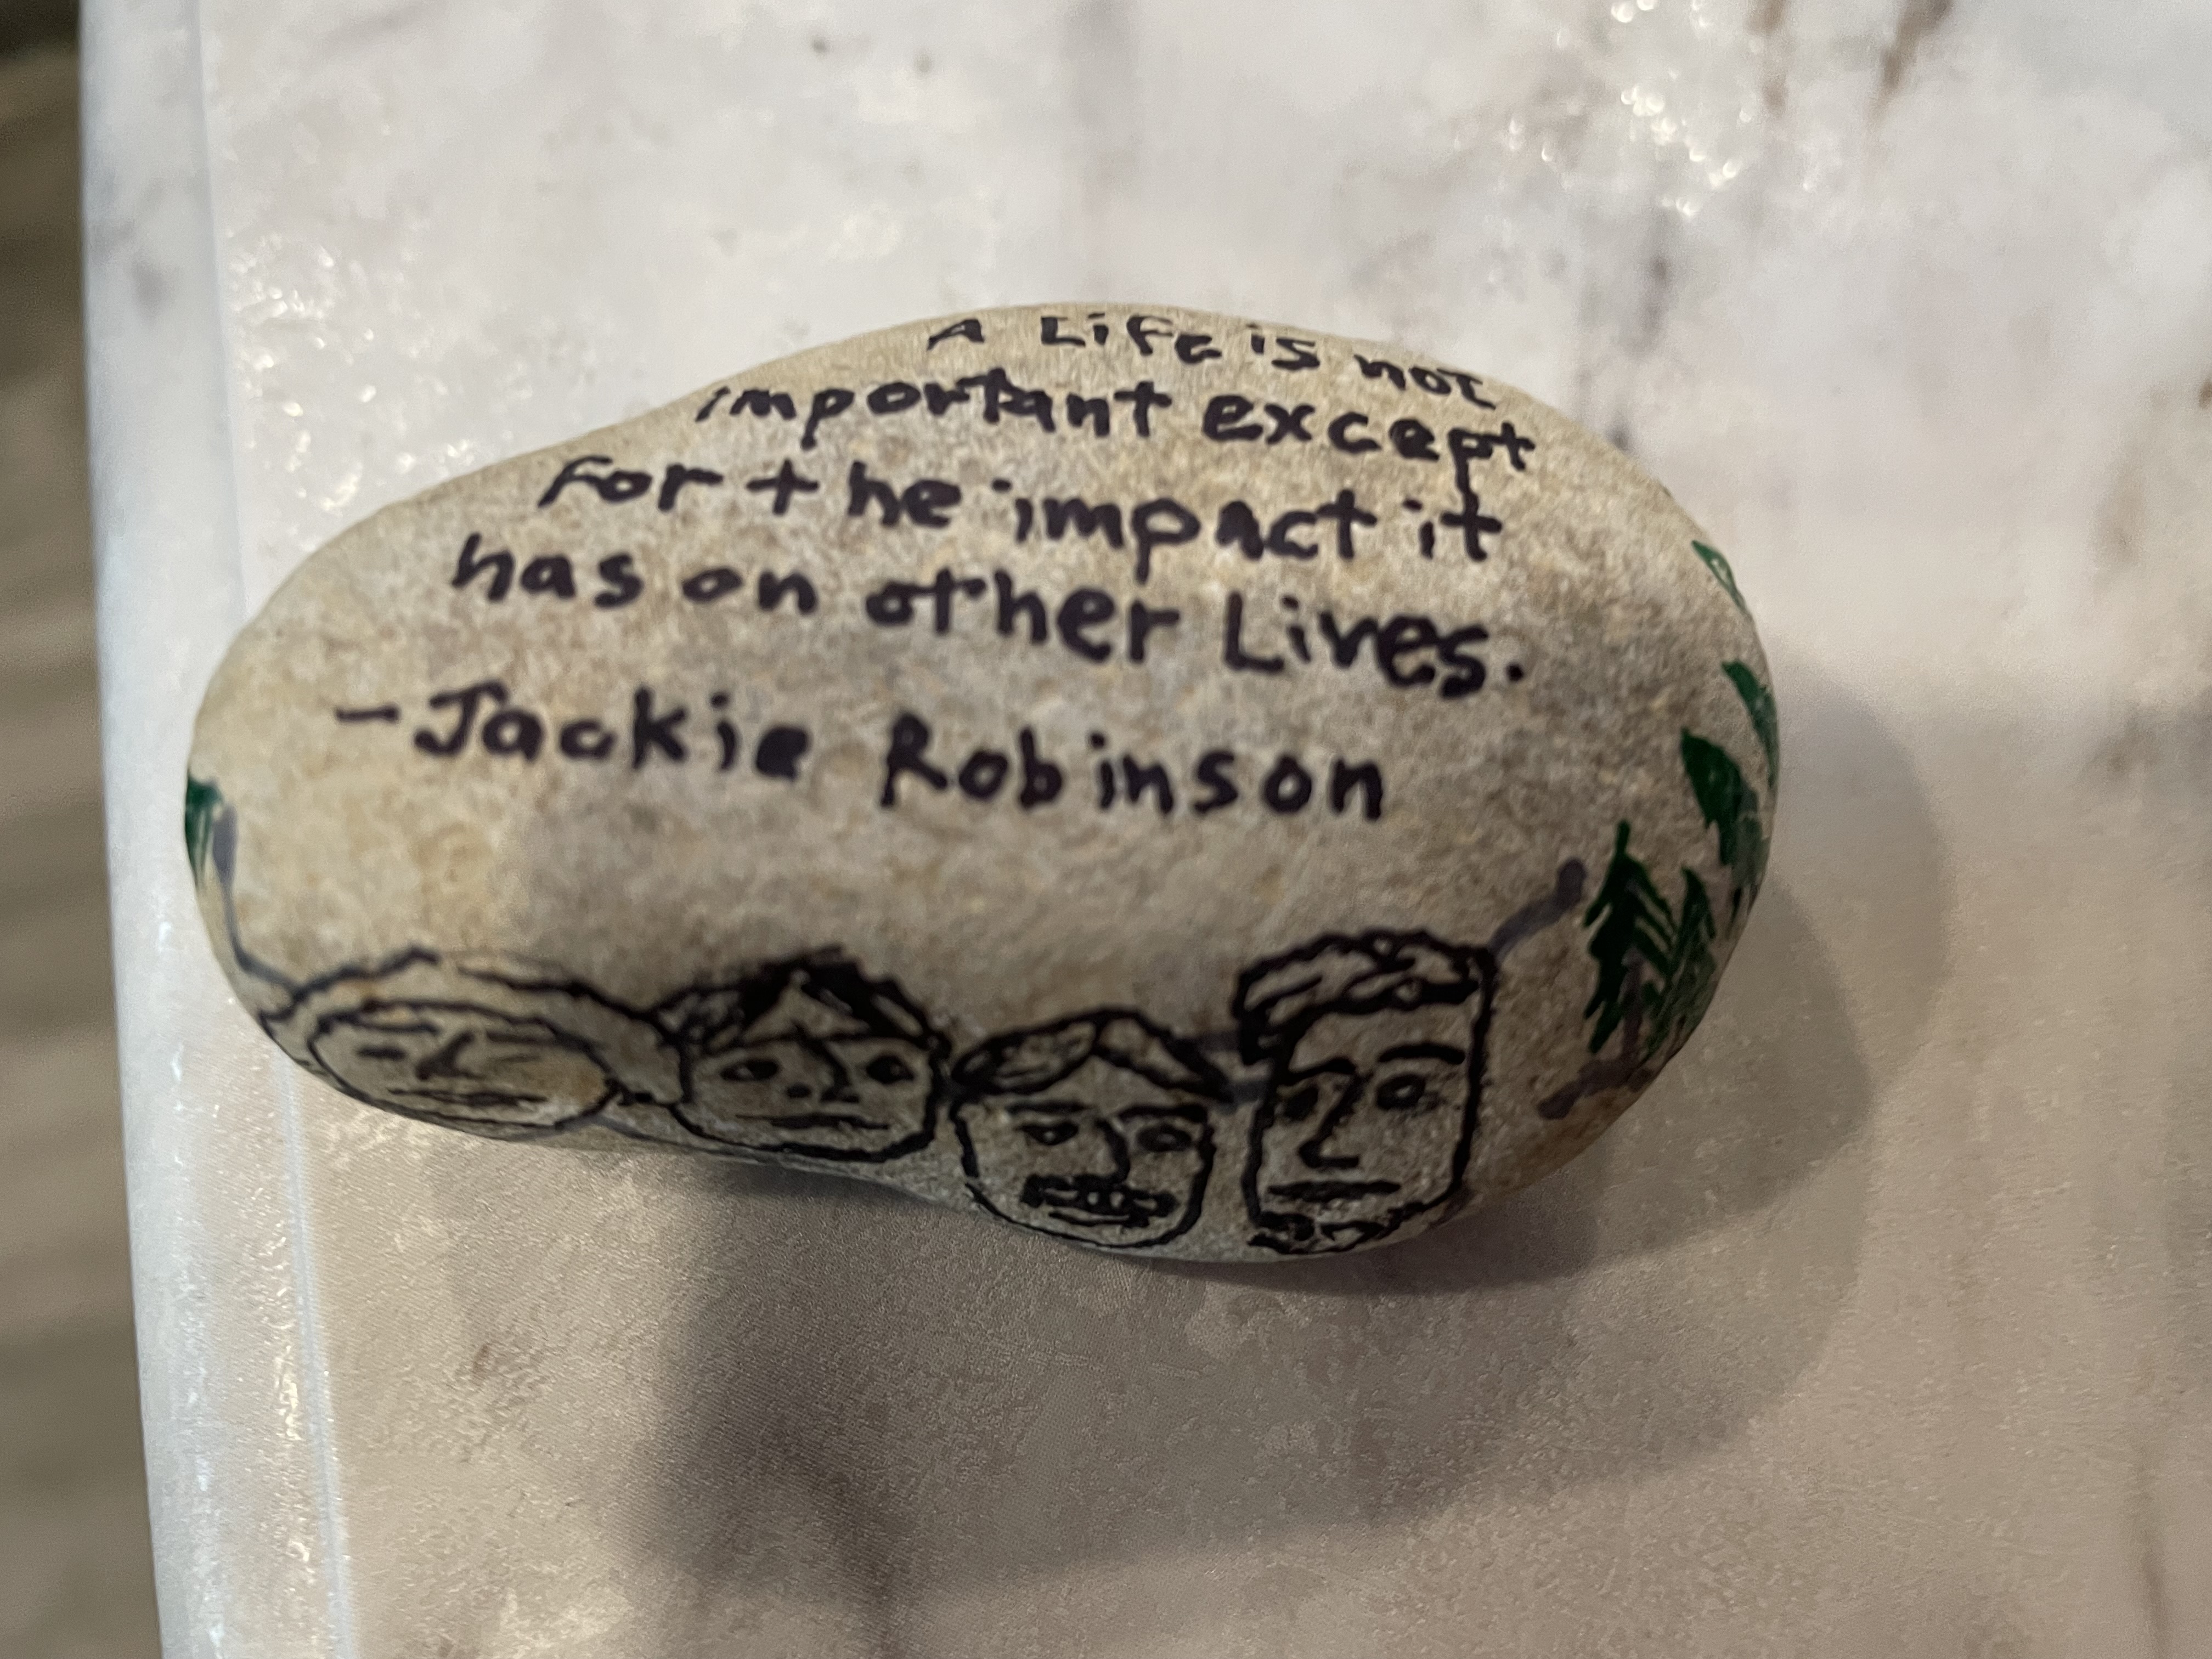 A Life is not
important except
For the impact it
has on other Lives.
-Jackie Robinson